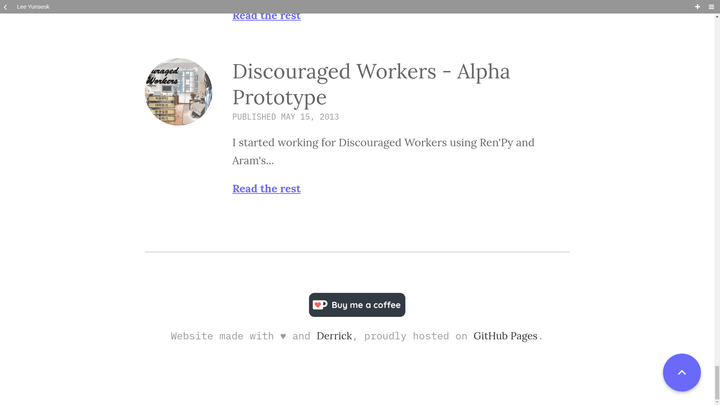 Lee Yunseok
Read the rest
uraged
Workers
Discouraged Workers - Alpha
Prototype
PUBLISHED MAY 15, 2013
I started working for Discouraged Workers using Ren'Py and
Aram's...
Read the rest
Buy me a coffee
Website made with ♥ and Derrick, proudly hosted on GitHub Pages.